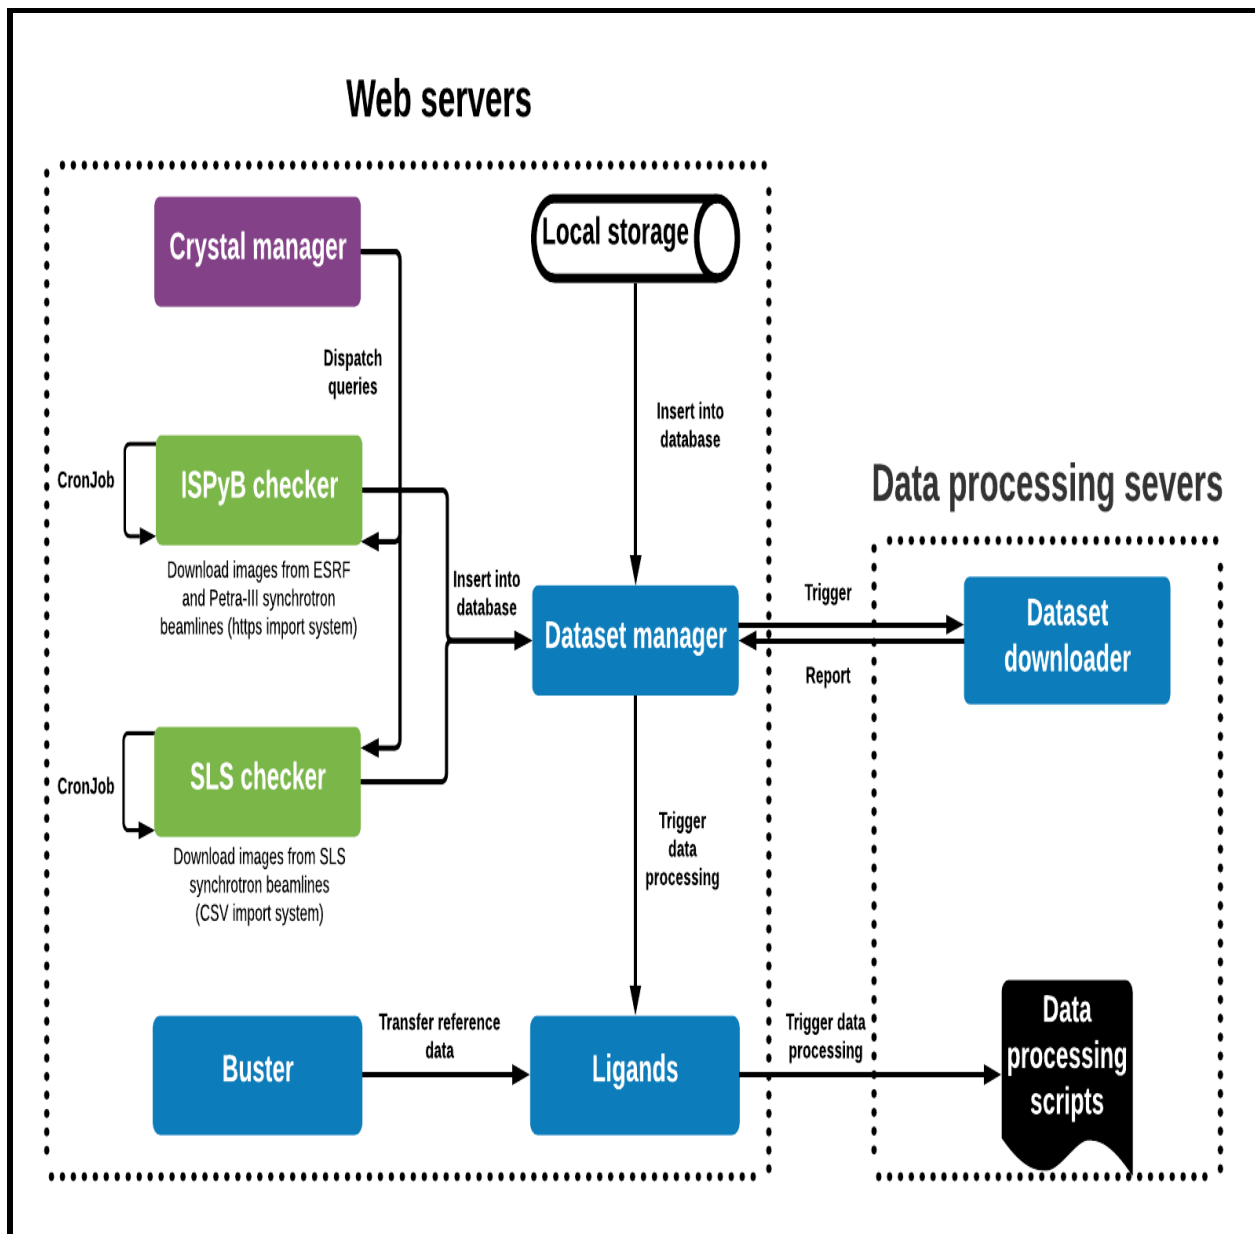 Web servers
Crystal manager
Local storage
Dispatch
queries
Insert into
database
CronJob
ISPyB checker
Download images from ESRF
and Petra-III synchrotron
beamlines (https import system)
Insert into
database
Data processing severs
Dataset manager
Trigger
Report
Dataset
downloader
CronJob
SLS checker
Download images from SLS
synchrotron beamlines
(CSV import system)
Trigger
data
processing
Buster
Transfer reference
data
Ligands
Trigger data
processing
Data
processing
scripts